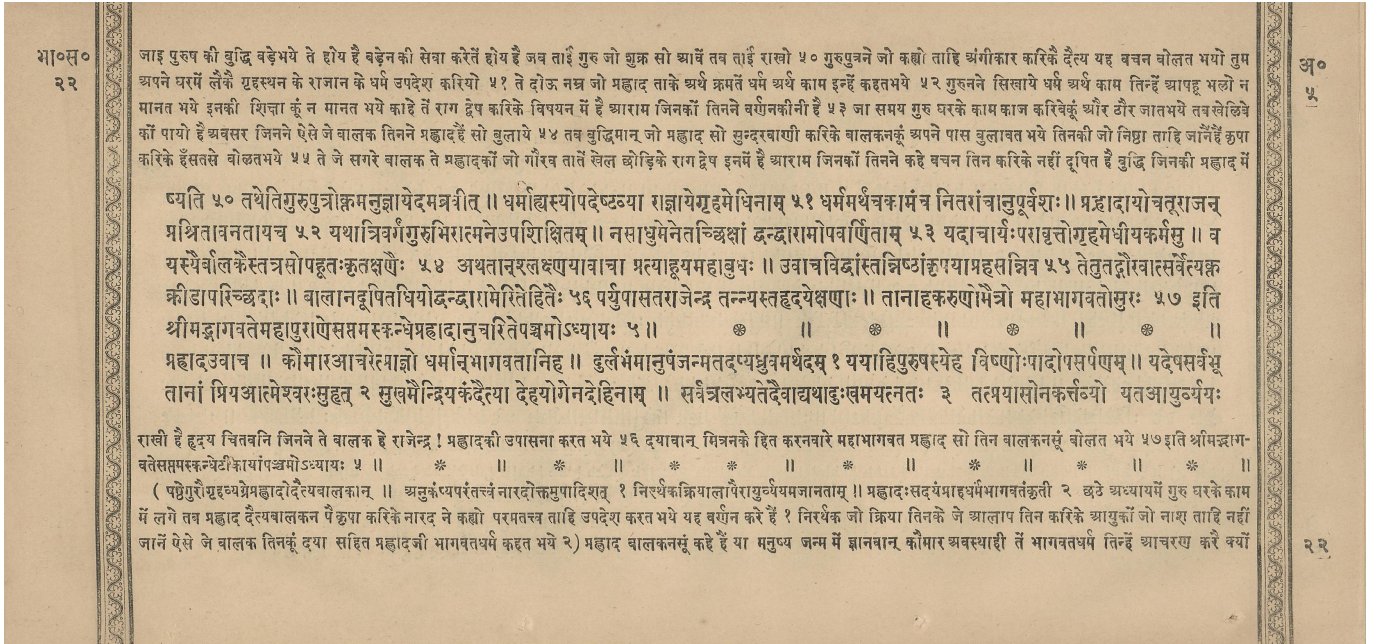 भा॰स॰
२२
जाइ पुरुष की बुद्धि बड़ेभये ते होय है बड़ेनकी सेवा करेतें होय है जब ताई गुरु जो शुक्र सो आवें तब ताई राखो ५० गुरुपुत्रने जो कह्यो ताहि अंगीकार करिकै दैत्य यह बचन बोलत भयो तुम
अपने घरमें लैकै गृहस्थन के राजान के धर्म उपदेश करियो ५१ ते दोऊ नम्र जो प्रह्लाद ताके अर्थ क्रमतें धर्म अर्थ काम इन्हें कहतभये ५२ गुरुनने सिखाये धर्म अर्थ काम तिन्हें आपहू भलो न
मानत भये इनकी शिक्षा कूं न मानत भये काहे तें राग द्वेष करिके विषयन में है आराम जिनकों तिनने वर्णनकीनी है ५३ जा समय गुरु घरके काम काज करिवेकूं और ठौर जातभये तबखेलिबे
कों पायो है अवसर जिनने ऐसे जे बालक तिनने प्रह्लादहैं सो बुलाये ५४ तब बुद्धिमान् जो प्रह्लाद सो सुन्दरबाणी करिके बालकनकूं अपने पास बुलावत भये तिनकी जो निष्ठा ताहि जानैंहैं कृपा
करिके हँसतसे बोलतभये ५५ ते जे सगरे बालक ते प्रह्लादकों जो गौरव तातें खेल छोड़िके राग द्वेष इनमें है आराम जिनकों तिनने कहे बचन तिन करिके नहीं दूषित है बुद्धि जिनकी प्रह्लाद में
अ॰
५
ष्यति ५० तथेतिगुरुपुत्रोक्तमनुज्ञायेदमब्रवीत् ॥ धर्माह्यस्योपदेष्टव्या राज्ञायेगृहमेधिनाम् ५१ धर्ममर्थंचकामंच नितरांचानुपूर्वशः ॥ प्रह्रादायोचतूराजन्
प्रश्रितावनतायच ५२ यथात्रिवर्गंगुरुभिरात्मनेउपशिक्षितम् ॥ नसाधुमेनेतच्छिक्षां द्वन्द्वारामोपवर्णिताम् ५३ यदाचार्यःपरावृत्तोगृहमेधीयकर्मसु ॥ व
यस्यैर्बालकैस्तत्रसोपहूतःकृतक्षणैः ५४ अथतान्श्लक्ष्णयावाचा प्रत्याहूयमहाबुधः ॥ उवाचविद्वांस्तन्निष्ठांकृपयाप्रहसन्निव ५५ तेतुतद्गौरवात्सर्वेत्यक्त
क्रीडापरिच्छदाः ॥ बालानदूषितधियोद्वन्द्वारामेरितेहितैः ५६ पर्युपासतराजेन्द्र तन्न्यस्तहृदयेक्षणाः ॥ तानाहकरुणोमैत्रो महाभागवतोसुरः ५७ इति
श्रीमद्भागवतेमहापुराणेसप्तमस्कन्धेप्रह्रादानुचरितेपञ्चमोऽध्यायः ५ ॥ ॥ ॥ ॥ ॥
प्रह्रादउवाच ॥ कौमारआचरेत्प्राज्ञो धर्मान्भागवतानिह ॥ दुर्लभंमानुषंजन्मतदप्यध्रुवमर्थदम् १ ययाहिपुरुषस्येह विष्णोःपादोपसर्पणम् ॥ यदेषसर्वभू
तानां प्रियआत्मेश्वरःसुहृत् २ सुखमैन्द्रियकंदैत्या देहयोगेनदेहिनाम् ॥ सर्वत्रलभ्यतेदैवाद्यथादुःखमयत्नतः ३ तत्प्रयासोनकर्त्तव्यो यतआयुर्व्ययः
राखी है हृदय चितवनि जिनने ते बालक हे राजेन्द्र ! प्रह्लादकी उपासना करत भये ५६ दयावान् मित्रनके हित करनवारे महाभागवत प्रह्लाद सो तिन बालकनसूं बोलत भये ५७ इति श्रीमद्भाग-
वतेसप्तमस्कन्धेटीकायांपञ्चमोऽध्यायः ५ ॥ * ॥ * ॥ * * ॥ * ॥ * ॥ * ॥ * ॥
( षष्ठेगुरौगृहव्यग्रेप्रह्लादोदैत्यबालकान् ॥ अनुकंप्यपरंतत्त्वं नारदोक्तमुपादिशत् १ निरर्थकक्रियालापैरायुर्व्ययमजानताम् ॥ प्रह्लादःसदयंप्राहधर्मभागवतंकृती २ छठे अध्यायमें गुरु घरके काम
में लगे तब प्रह्लाद दैत्यबालकन पैकृपा करिके नारद ने कह्यो परमतत्त्व ताहि उपदेश करत भये यह वर्णन करे हैं १ निरर्थक जो क्रिया तिनके जे आलाप तिन करिके आयुकों जो नाश ताहि नहीं
जानें ऐसे जे बालक तिनकूं दया सहित प्रह्लादजी भागवतधर्म कहत भये २) प्रह्लाद बालकनसूं कहे हैं या मनुष्य जन्म में ज्ञानवान् कौमार अवस्थाही तें भागवतधर्म तिन्हें आचरण करै क्यों
२२